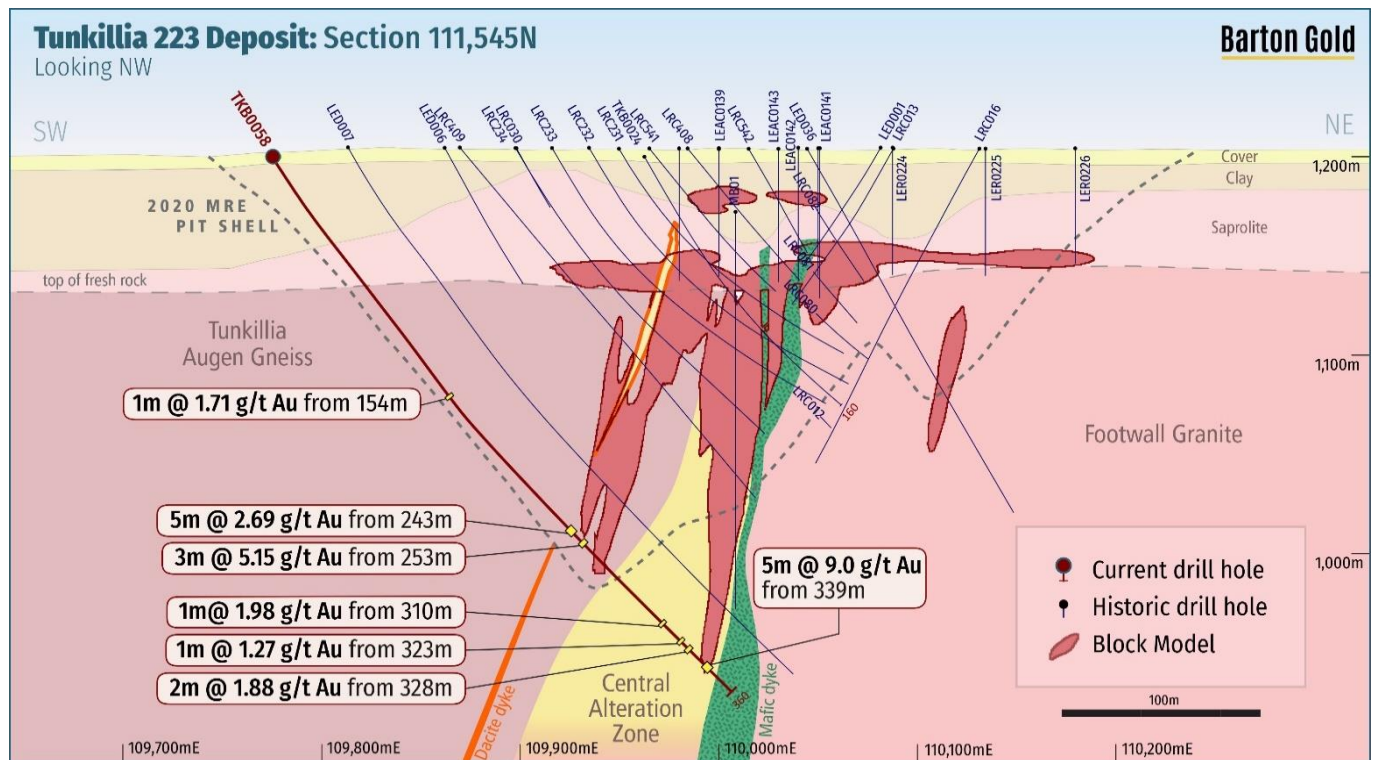 Tunkillia 223 Deposit: Section 111,545N
Looking NW
Barton Gold
SW
NE
TKB0058
LED007
LED006
LRC409
LRC234
LRC030
LRC233
LRC232
LRC231
TKB0024
LRC541
LRC408
LEAC0139
LRC542
LEAC0143
LEAC0142
LED036
LEAC0141
LED001
LRC013
LRC016
LER0224
LER0225
LER0226
MB01
LRC082
LRC080
LRC012
160
Cover
Clay
Saprolite
1,200m
1,100m
1,000m
2020 MRE
PIT SHELL
top of fresh rock
Tunkillia
Augen Gneiss
Footwall Granite
1m @ 1.71 g/t Au from 154m
5m @ 2.69 g/t Au from 243m
3m @ 5.15 g/t Au from 253m
1m@ 1.98 g/t Au from 310m
1m @ 1.27 g/t Au from 323m
2m @ 1.88 g/t Au from 328m
5m @ 9.0 g/t Au
from 339m
360
Dacite dyke
Central
Alteration
Zone
Mafic dyke
Current drill hole
Historic drill hole
Block Model
100m
109,700mE
109,800mE
109,900mE
110,000mE
110,100mE
110,200mE